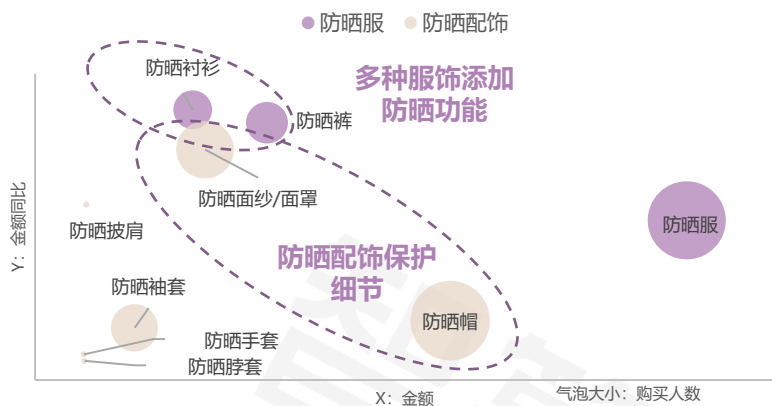 防晒服 防晒配饰
防晒衬衫
多种服饰添加
防晒功能
防晒裤
防晒面纱/面罩
防晒披肩
防晒服
防晒配饰保护
细节
防晒袖套
防晒帽
防晒手套
防晒脖套
Y：金额同比
X：金额
气泡大小：购买人数